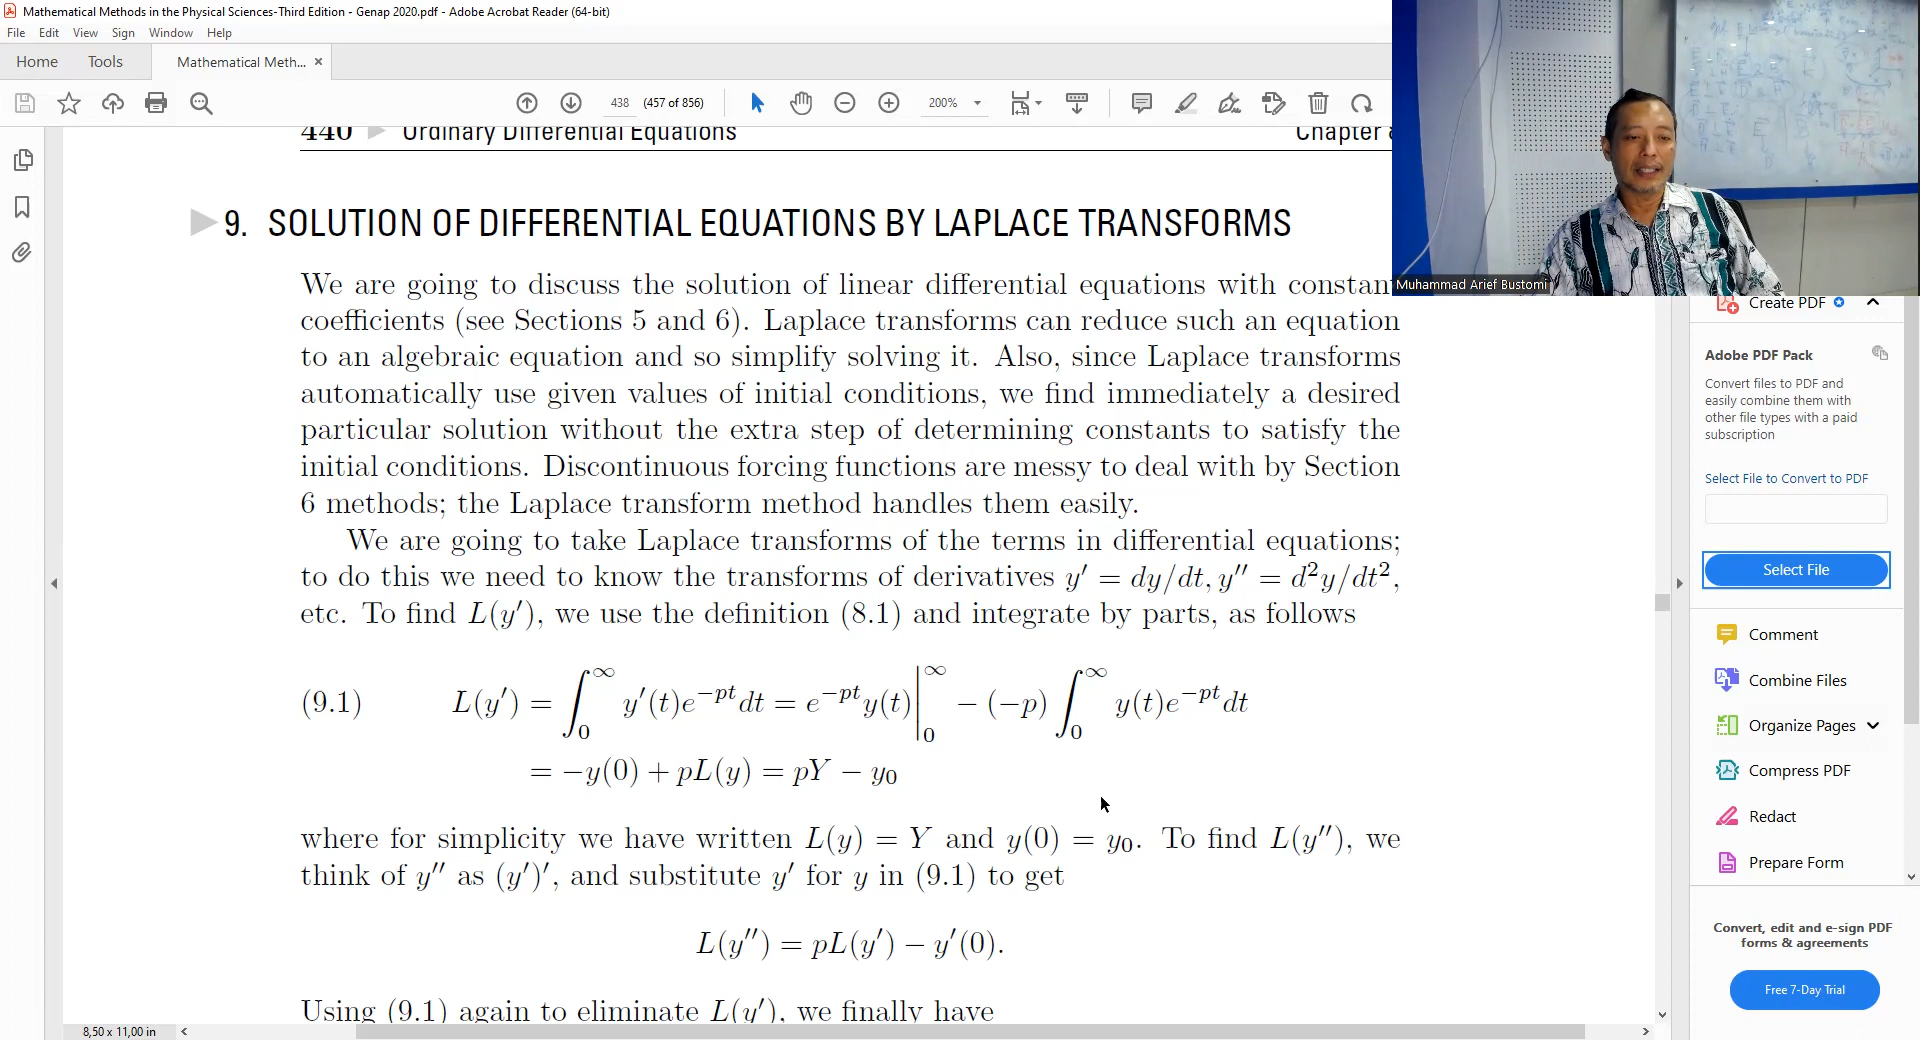 Mathematical Methods in the Physical Sciences-Third Edition - Genap 2020.pdf - Adobe Acrobat Reader (64-bit)
File Edit View Sign Window Help
Home Tools Mathematical Meth... ×
438 (457 of 856) 200%
440 Ordinary Differential Equations Chapter 8
9. SOLUTION OF DIFFERENTIAL EQUATIONS BY LAPLACE TRANSFORMS
We are going to discuss the solution of linear differential equations with constant
coefficients (see Sections 5 and 6). Laplace transforms can reduce such an equation
to an algebraic equation and so simplify solving it. Also, since Laplace transforms
automatically use given values of initial conditions, we find immediately a desired
particular solution without the extra step of determining constants to satisfy the
initial conditions. Discontinuous forcing functions are messy to deal with by Section
6 methods; the Laplace transform method handles them easily.
We are going to take Laplace transforms of the terms in differential equations;
to do this we need to know the transforms of derivatives y′ = dy/dt, y″ = d²y/dt²,
etc. To find L(y′), we use the definition (8.1) and integrate by parts, as follows
(9.1) L(y′) = ∫₀^∞ y′(t)e^{−pt}dt = e^{−pt}y(t)|₀^∞ − (−p) ∫₀^∞ y(t)e^{−pt}dt
= −y(0) + pL(y) = pY − y₀
where for simplicity we have written L(y) = Y and y(0) = y₀. To find L(y″), we
think of y″ as (y′)′, and substitute y′ for y in (9.1) to get
L(y″) = pL(y′) − y′(0).
Using (9.1) again to eliminate L(y′), we finally have
8,50 x 11,00 in
Muhammad Arief Bustomi
Create PDF
Adobe PDF Pack
Convert files to PDF and
easily combine them with
other file types with a paid
subscription
Select File to Convert to PDF
Select File
Comment
Combine Files
Organize Pages
Compress PDF
Redact
Prepare Form
Convert, edit and e-sign PDF
forms & agreements
Free 7-Day Trial